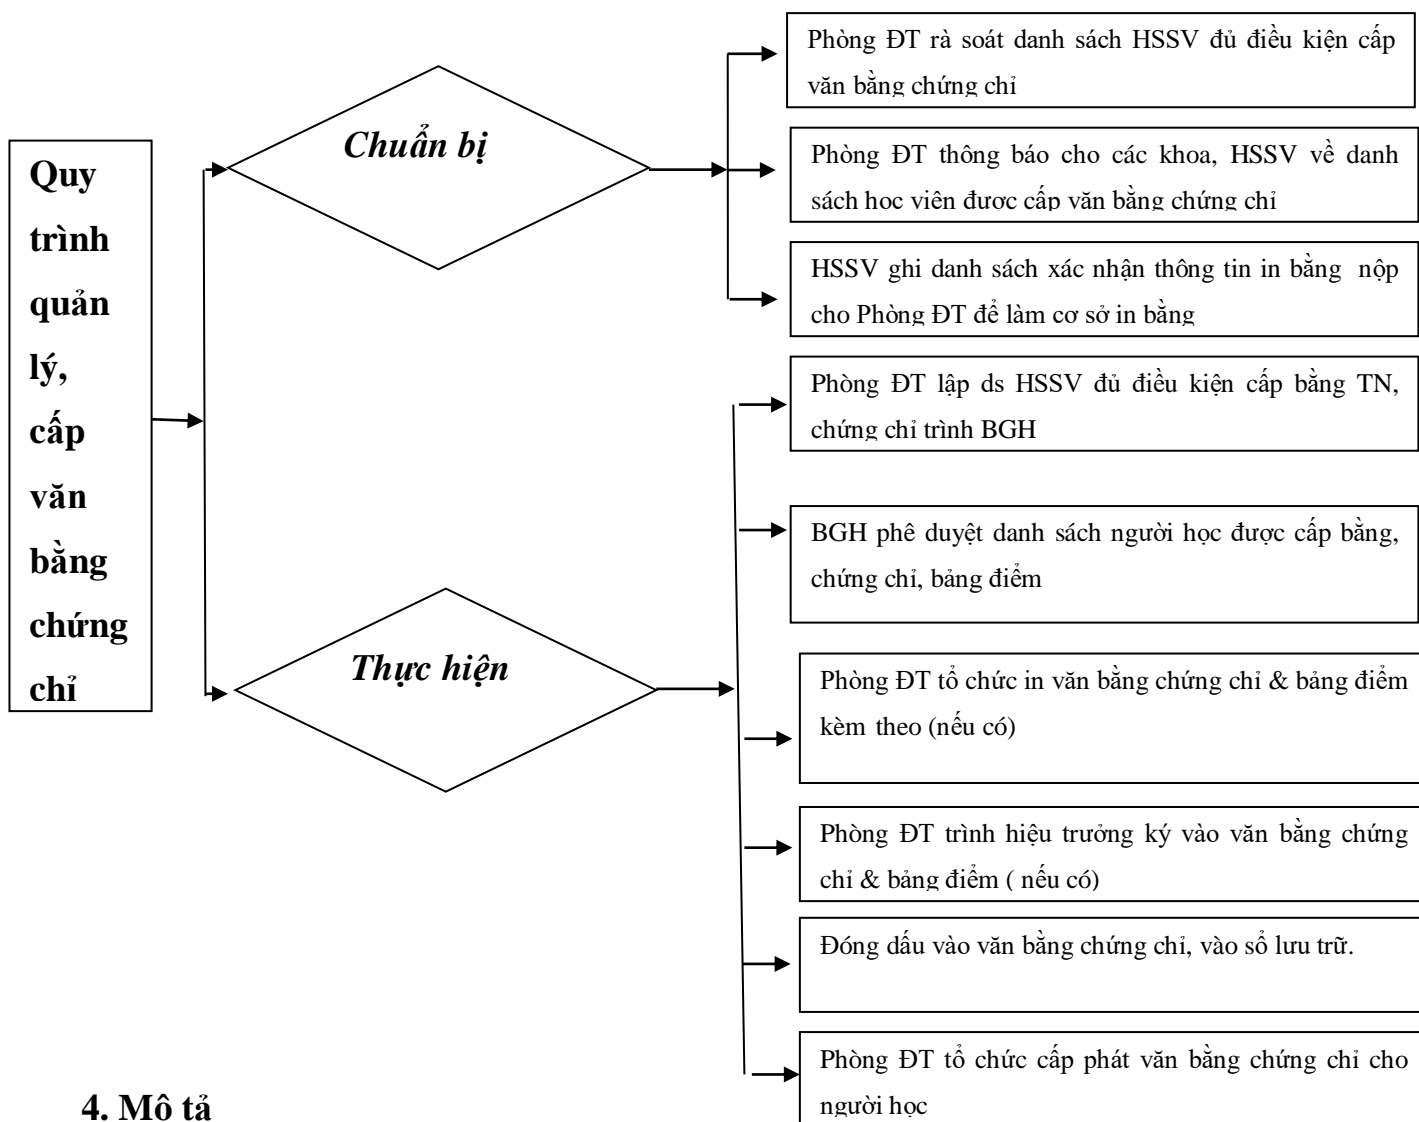 Quy
trình
quản
lý,
cấp
văn
bằng
chứng
chỉ
Chuẩn bị
Phòng ĐT rà soát danh sách HSSV đủ điều kiện cấp
văn bằng chứng chỉ
Phòng ĐT thông báo cho các khoa, HSSV về danh
sách học viên được cấp văn bằng chứng chỉ
HSSV ghi danh sách xác nhận thông tin in bằng nộp
cho Phòng ĐT để làm cơ sở in bằng
Thực hiện
Phòng ĐT lập ds HSSV đủ điều kiện cấp bằng TN,
chứng chỉ trình BGH
BGH phê duyệt danh sách người học được cấp bằng,
chứng chỉ, bảng điểm
Phòng ĐT tổ chức in văn bằng chứng chỉ & bảng điểm
kèm theo (nếu có)
Phòng ĐT trình hiệu trưởng ký vào văn bằng chứng
chỉ & bảng điểm ( nếu có)
Đóng dấu vào văn bằng chứng chỉ, vào sổ lưu trữ.
Phòng ĐT tổ chức cấp phát văn bằng chứng chỉ cho
người học
4. Mô tả